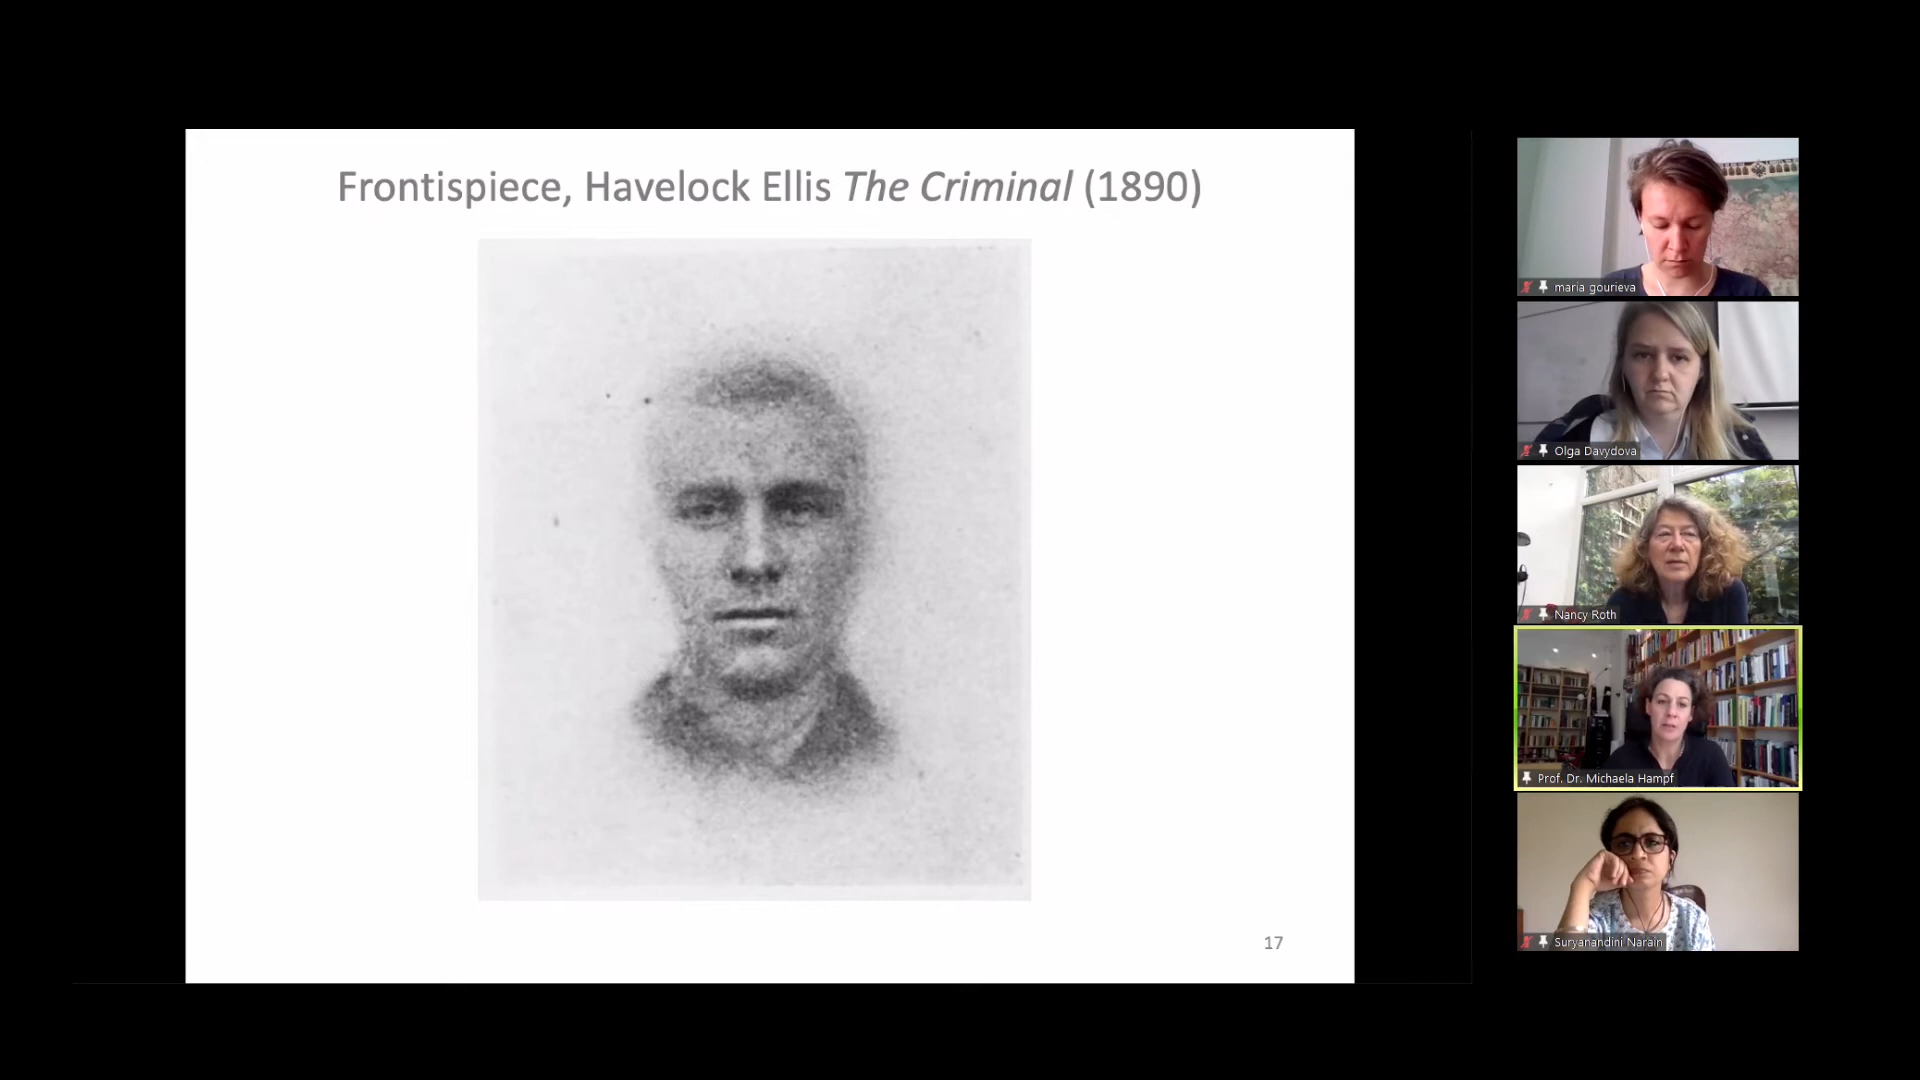 Frontispiece, Havelock Ellis The Criminal (1890)
17
maria gourieva
Olga Davydova
Nancy Roth
Prof. Dr. Michaela Hampf
Suryanandini Narain